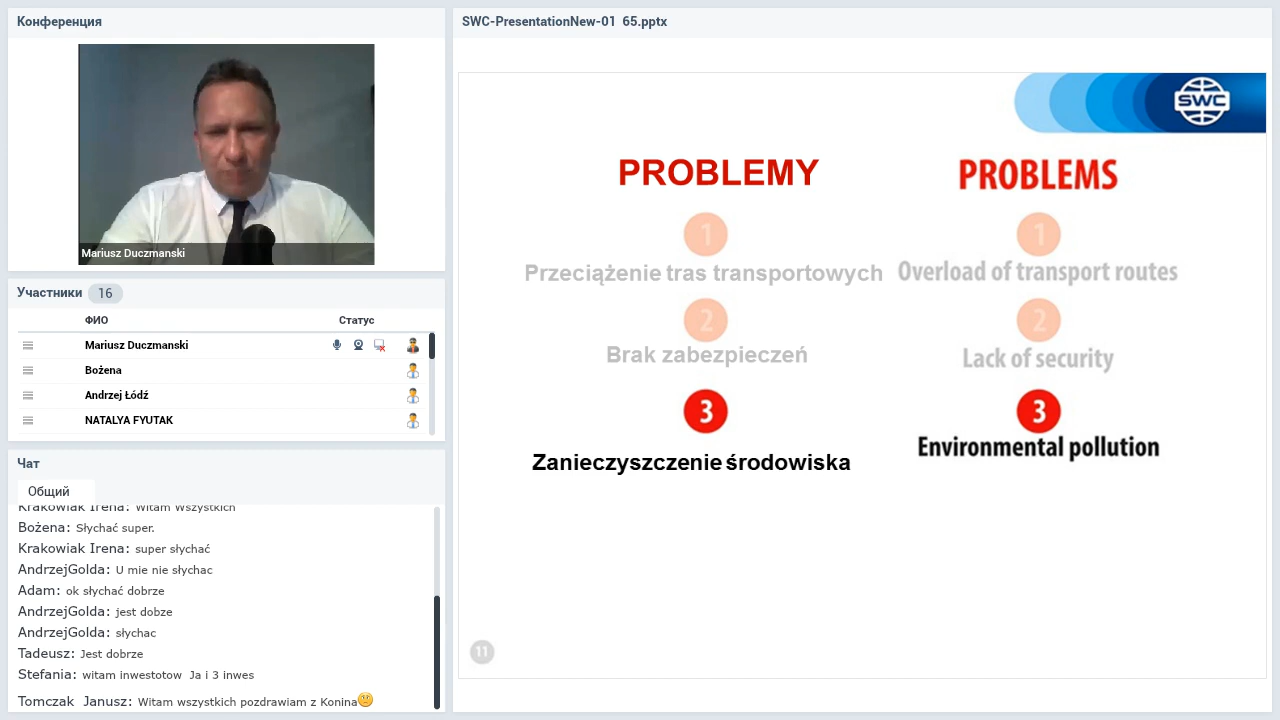 Конференция
Mariusz Duczmanski
Участники 16
ФИО Статус
Mariusz Duczmanski
Bożena
Andrzej Łódź
NATALYA FYUTAK
Чат
Общий
Krakowiak Irena: Witam Wszystkich
Bożena: Słychać super.
Krakowiak Irena: super słychać
AndrzejGolda: U mie nie słychac
Adam: ok słychać dobrze
AndrzejGolda: jest dobze
AndrzejGolda: słychac
Tadeusz: Jest dobrze
Stefania: witam inwestotow Ja i 3 inwes
Tomczak Janusz: Witam wszystkich pozdrawiam z Konina
SWC-PresentationNew-01 65.pptx
SWC
PROBLEMY
1
Przeciążenie tras transportowych
2
Brak zabezpieczeń
3
Zanieczyszczenie środowiska
PROBLEMS
1
Overload of transport routes
2
Lack of security
3
Environmental pollution
11